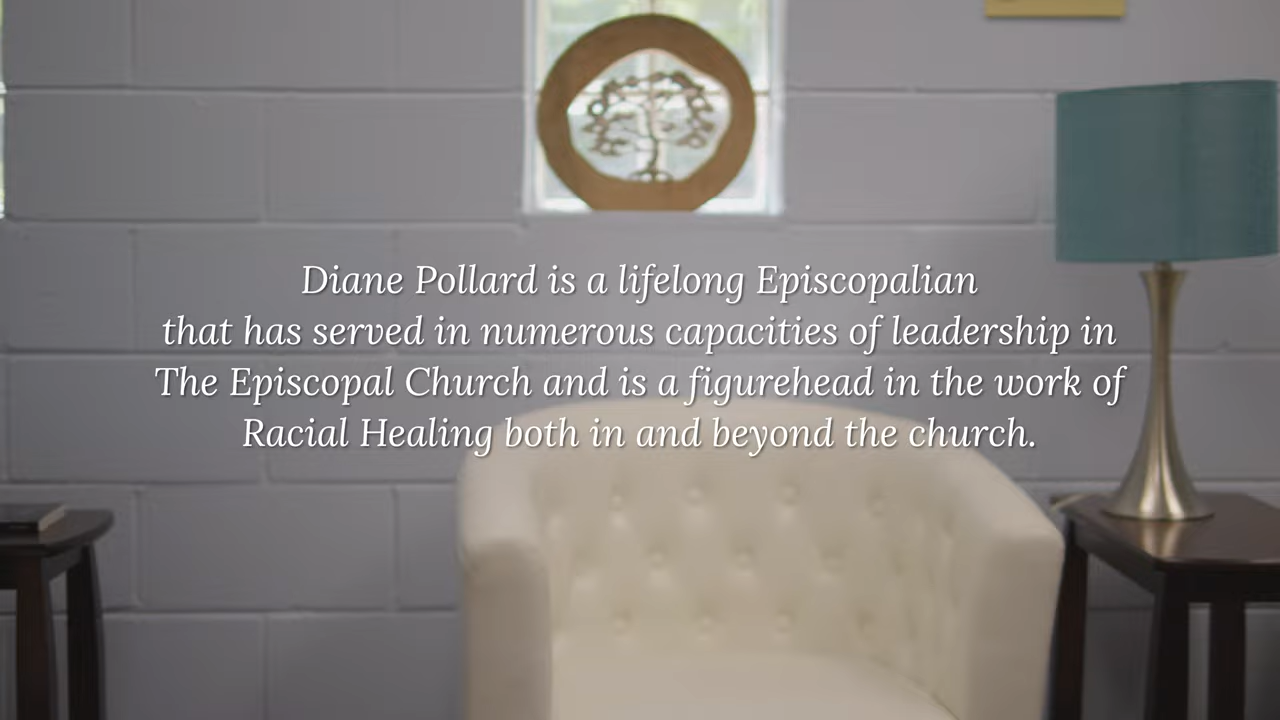 Diane Pollard is a lifelong Episcopalian
that has served in numerous capacities of leadership in
The Episcopal Church and is a figurehead in the work of
Racial Healing both in and beyond the church.